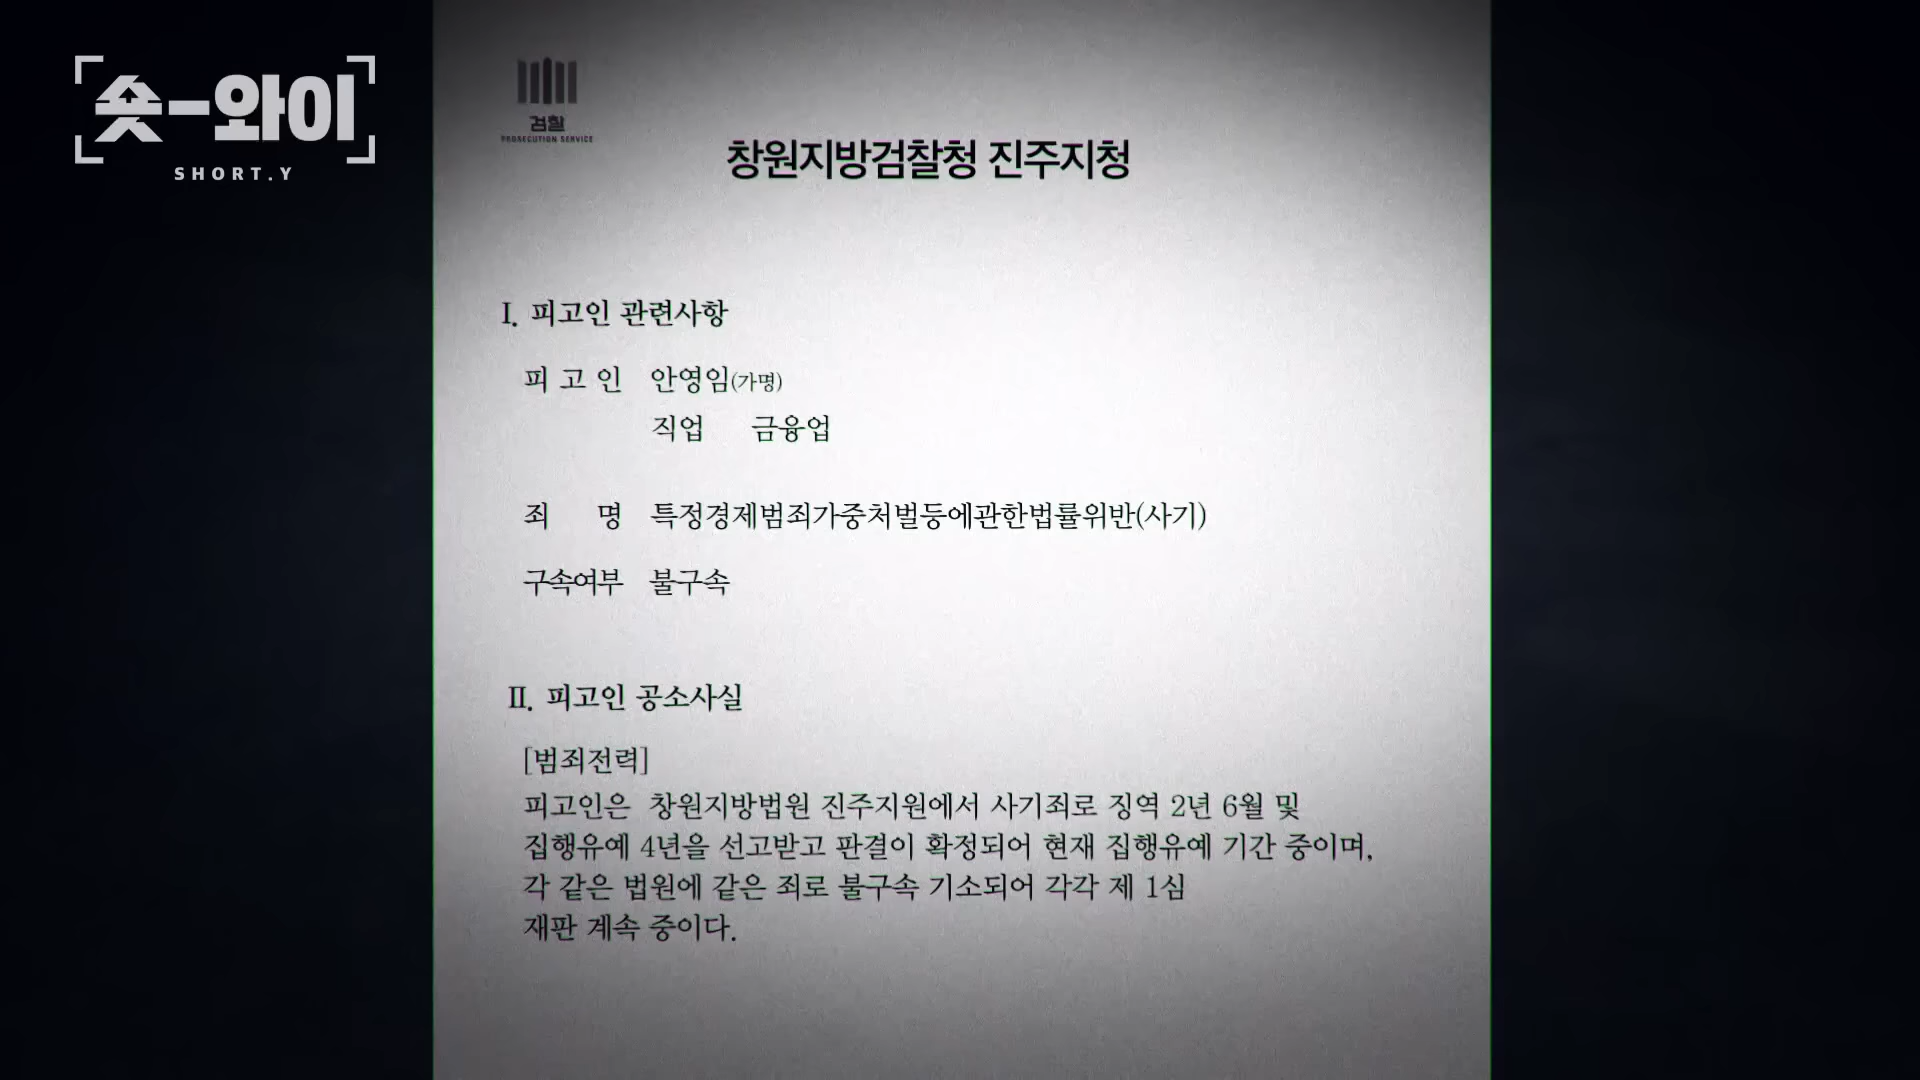 숏-와이
SHORT.Y
검찰
PROSECUTION SERVICE
창원지방검찰청 진주지청
I. 피고인 관련사항
피 고 인 안영임(가명)
직업 금융업
죄 명 특정경제범죄가중처벌등에관한법률위반(사기)
구속여부 불구속
II. 피고인 공소사실
[범죄전력]
피고인은 창원지방법원 진주지원에서 사기죄로 징역 2년 6월 및
집행유예 4년을 선고받고 판결이 확정되어 현재 집행유예 기간 중이며,
각 같은 법원에 같은 죄로 불구속 기소되어 각각 제 1심
재판 계속 중이다.